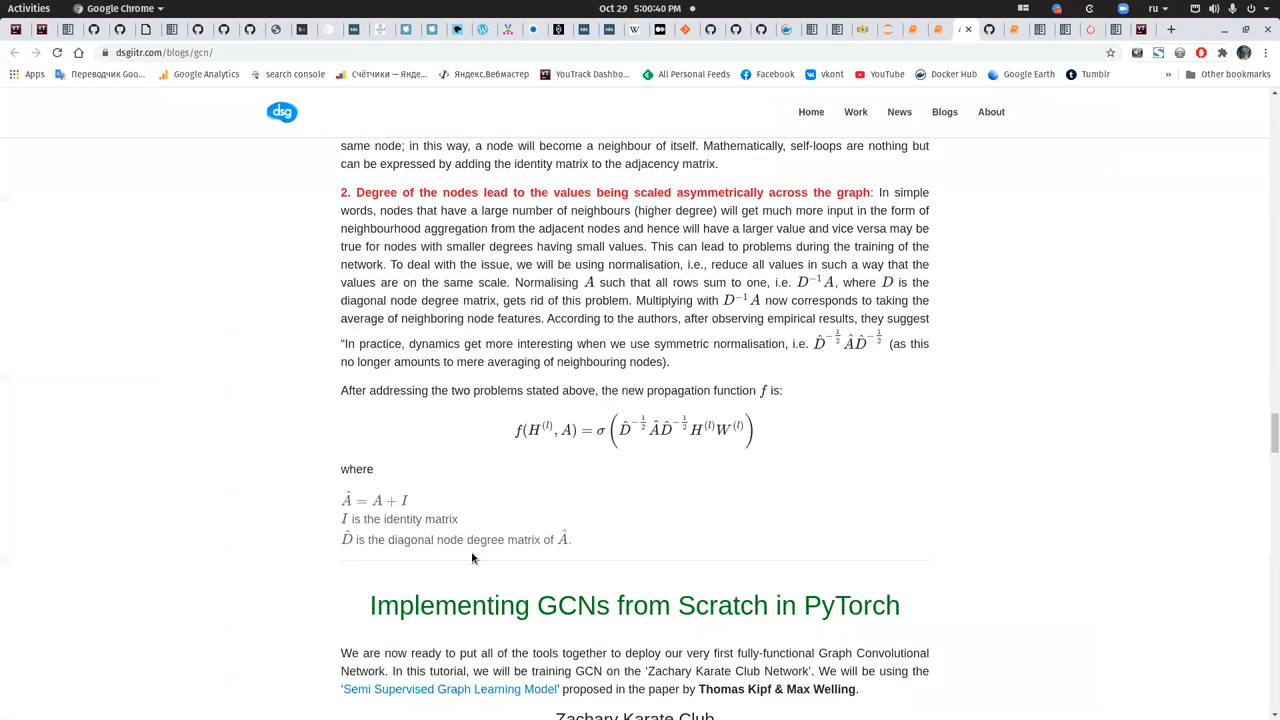 Activities Google Chrome Oct 29 5:00:40 PM ru
dsgiitr.com/blogs/gcn/
Apps Переводчик Goo... Google Analytics search console Счётчики — Янде... Яндекс.Вебмастер YouTrack Dashbo... All Personal Feeds Facebook vkont YouTube Docker Hub Google Earth Tumblr » Other bookmarks
dsg Home Work News Blogs About
same node; in this way, a node will become a neighbour of itself. Mathematically, self-loops are nothing but
can be expressed by adding the identity matrix to the adjacency matrix.
2. Degree of the nodes lead to the values being scaled asymmetrically across the graph: In simple
words, nodes that have a large number of neighbours (higher degree) will get much more input in the form of
neighbourhood aggregation from the adjacent nodes and hence will have a larger value and vice versa may be
true for nodes with smaller degrees having small values. This can lead to problems during the training of the
network. To deal with the issue, we will be using normalisation, i.e., reduce all values in such a way that the
values are on the same scale. Normalising A such that all rows sum to one, i.e. D⁻¹A, where D is the
diagonal node degree matrix, gets rid of this problem. Multiplying with D⁻¹A now corresponds to taking the
average of neighboring node features. According to the authors, after observing empirical results, they suggest
“In practice, dynamics get more interesting when we use symmetric normalisation, i.e. D̂^(-1/2) Â D̂^(-1/2) (as this
no longer amounts to mere averaging of neighbouring nodes).
After addressing the two problems stated above, the new propagation function f is:
f(H^(l), A) = σ(D̂^(-1/2) Â D̂^(-1/2) H^(l) W^(l))
where
Â = A + I
I is the identity matrix
D̂ is the diagonal node degree matrix of Â.
Implementing GCNs from Scratch in PyTorch
We are now ready to put all of the tools together to deploy our very first fully-functional Graph Convolutional
Network. In this tutorial, we will be training GCN on the ‘Zachary Karate Club Network’. We will be using the
‘Semi Supervised Graph Learning Model’ proposed in the paper by Thomas Kipf & Max Welling.
Zachary Karate Club